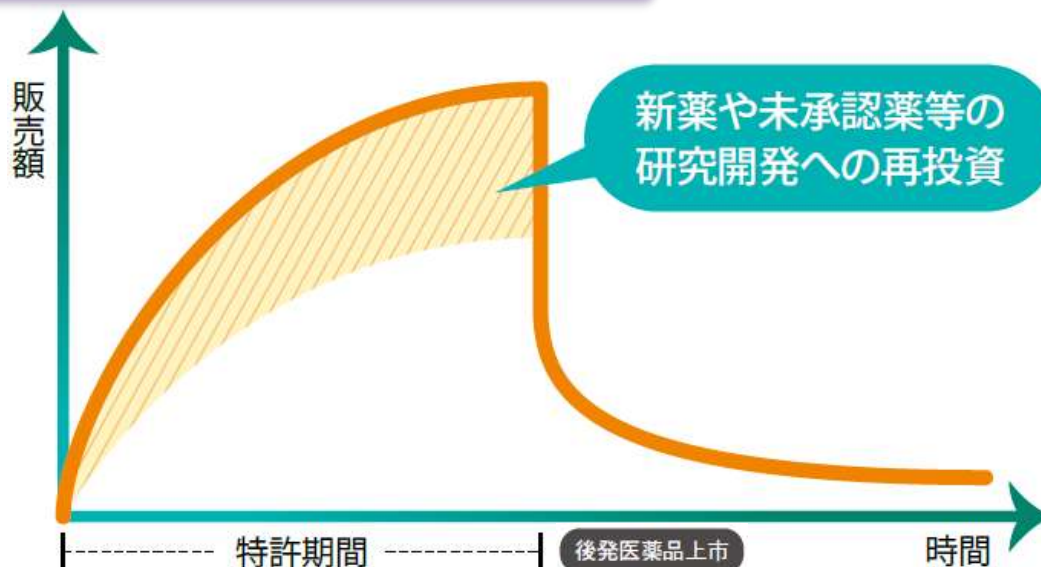 販売額
新薬や未承認薬等の
研究開発への再投資
特許期間
後発医薬品上市
時間